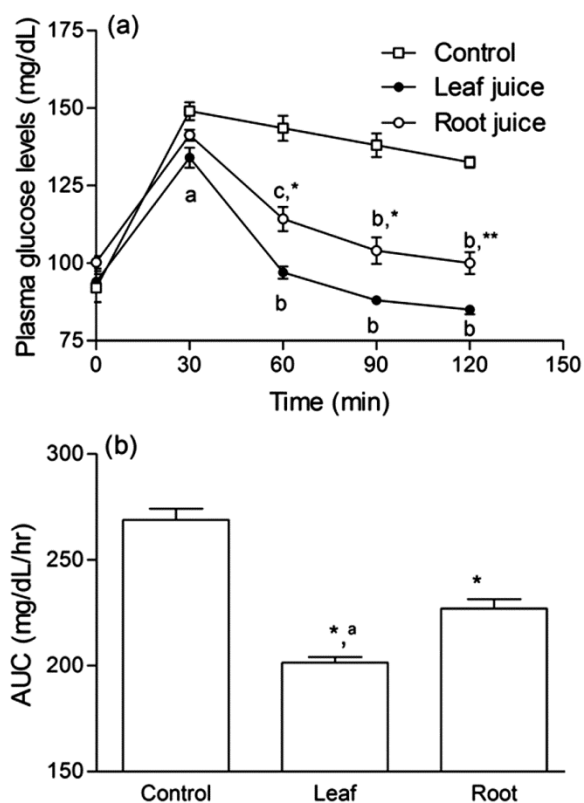 (a)
Plasma glucose levels (mg/dL)
175
150
125
100
75
Control
Leaf juice
Root juice
a
c,*
b,*
b,**
b
b
b
0
30
60
90
120
150
Time (min)
(b)
AUC (mg/dL/hr)
300
250
200
150
*,a
*
Control
Leaf
Root